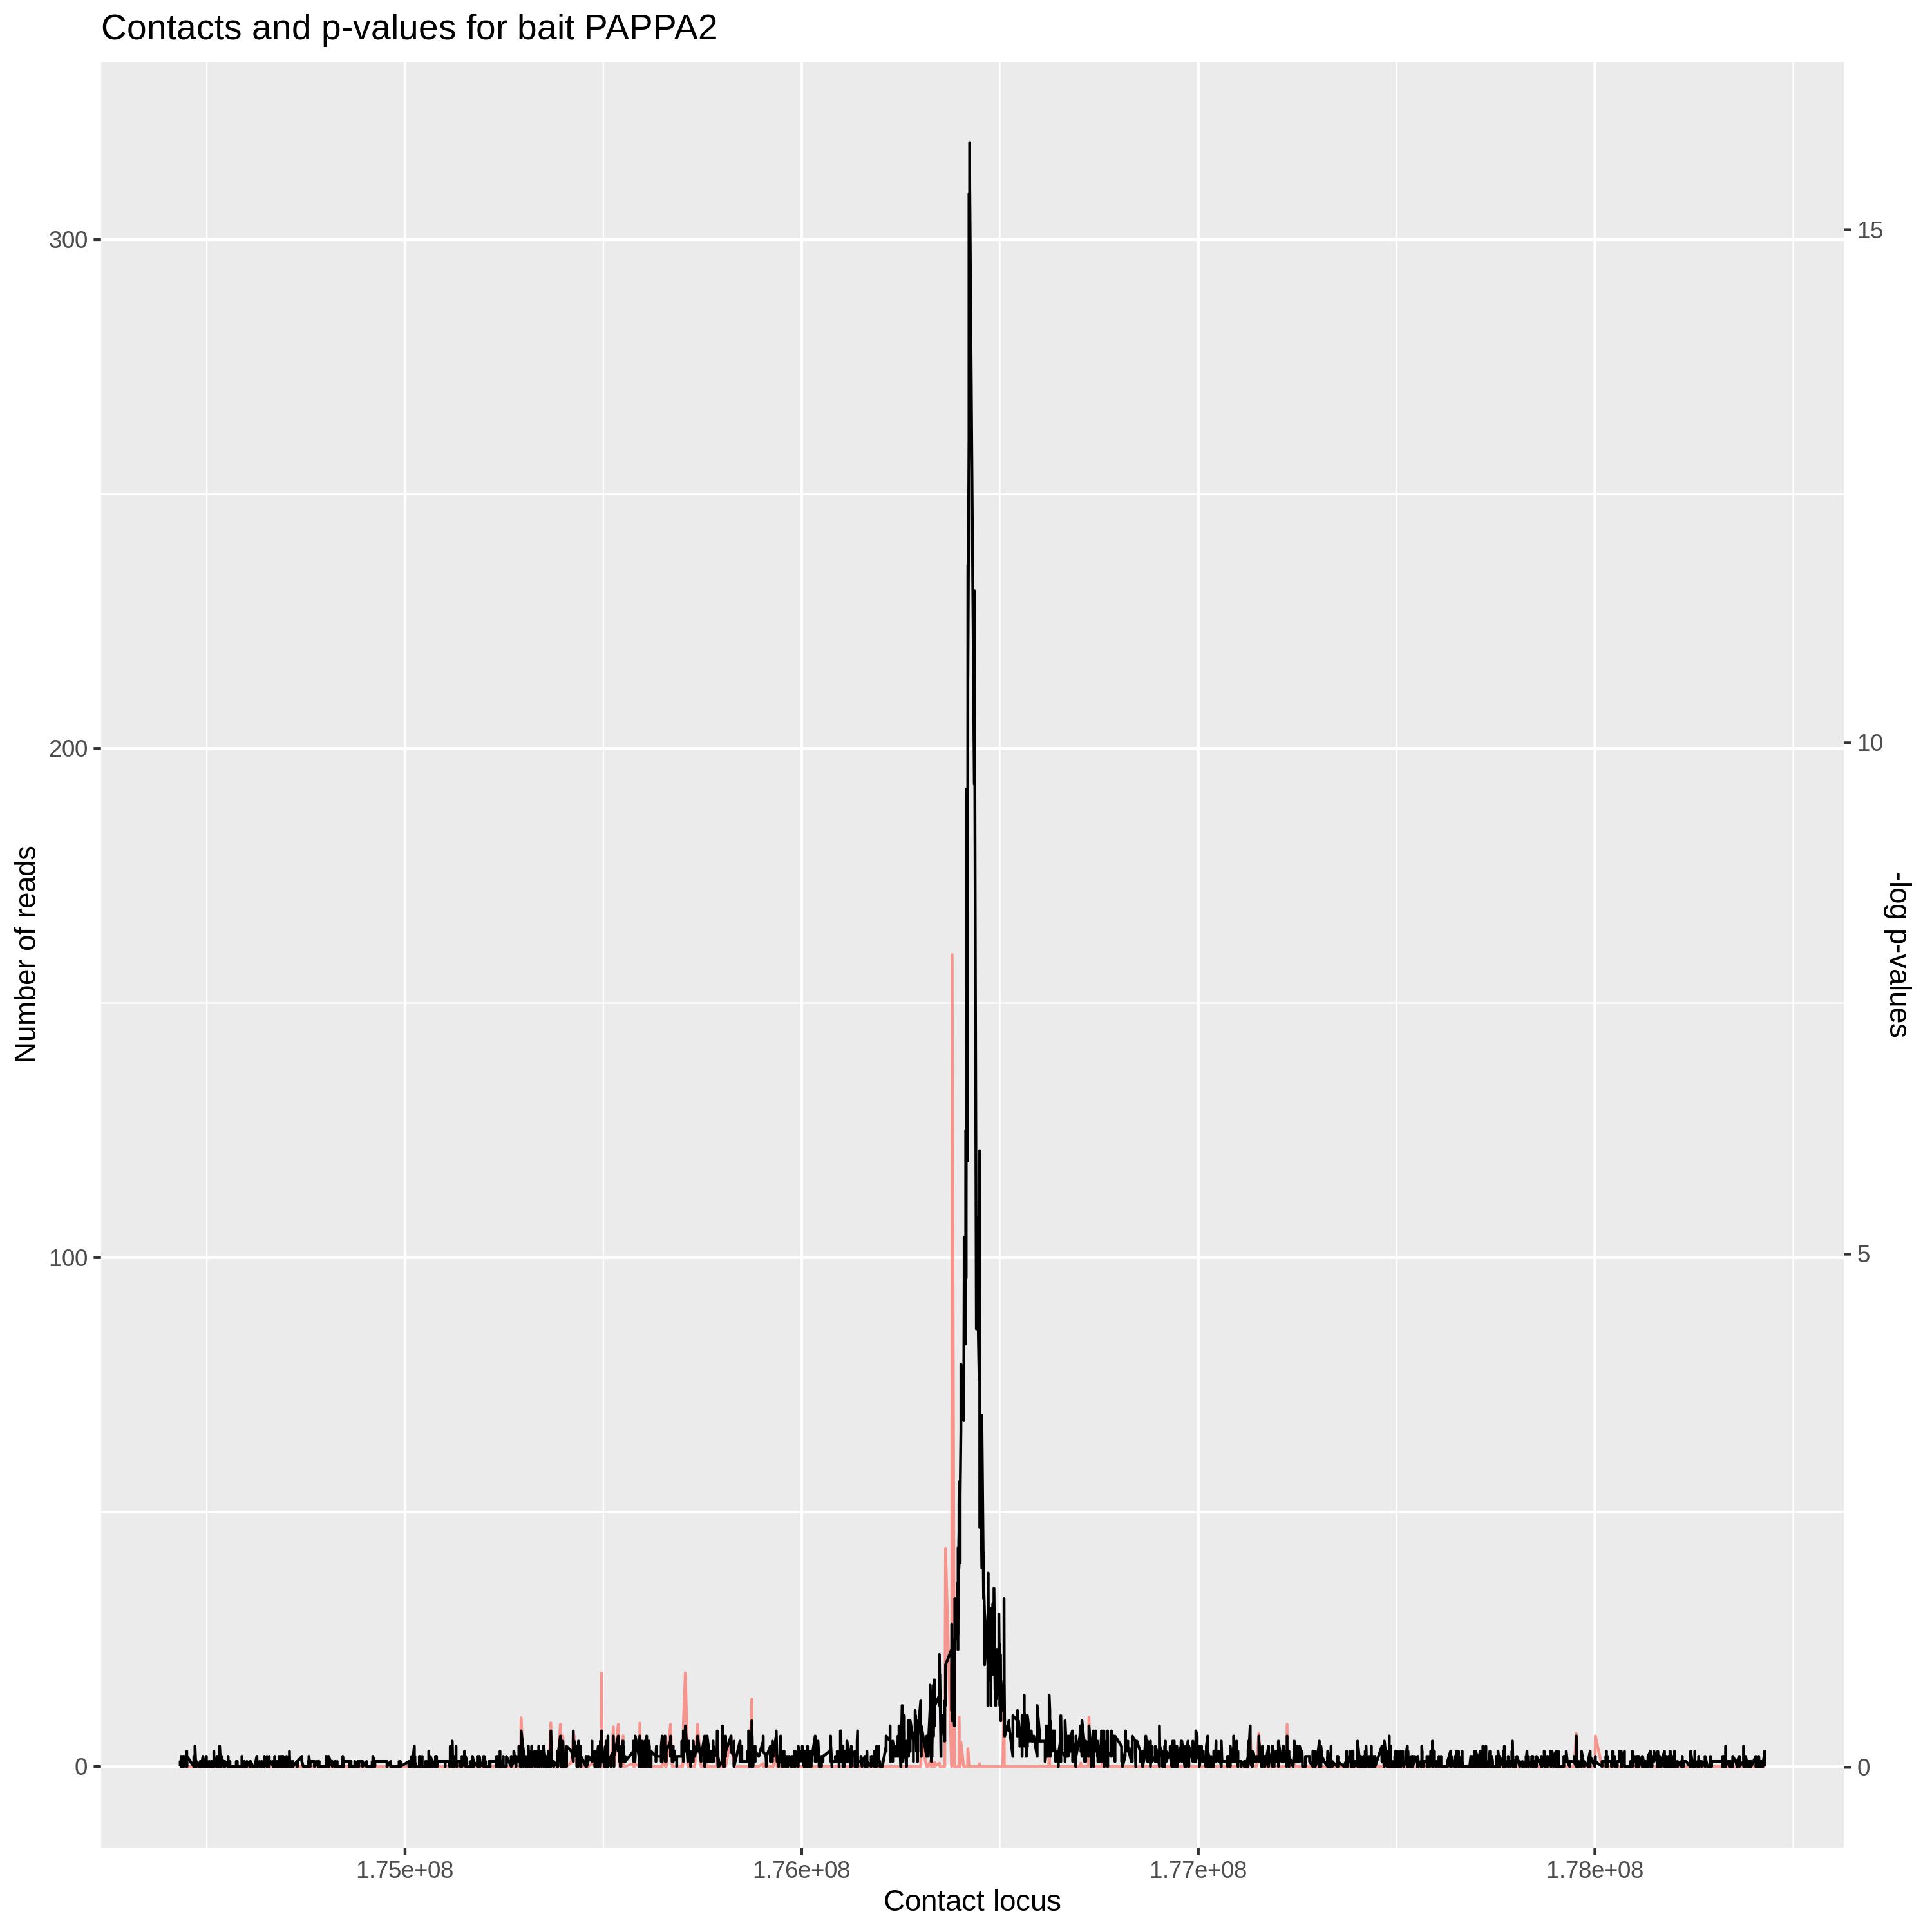 Contacts and p-values for bait PAPPA2
300
200
100
0
Number of reads
15
10
5
0
-log p-values
1.75e+08
1.76e+08
1.77e+08
1.78e+08
Contact locus